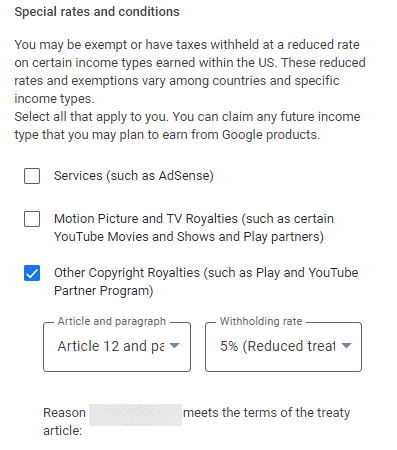 Special rates and conditions
You may be exempt or have taxes withheld at a reduced rate
on certain income types earned within the US. These reduced
rates and exemptions vary among countries and specific
income types.
Select all that apply to you. You can claim any future income
type that you may plan to earn from Google products.
Services (such as AdSense)
Motion Picture and TV Royalties (such as certain
YouTube Movies and Shows and Play partners)
Other Copyright Royalties (such as Play and YouTube
Partner Program)
Article and paragraph
Withholding rate
Article 12 and pa
5% (Reduced treat
Reason meets the terms of the treaty
article: